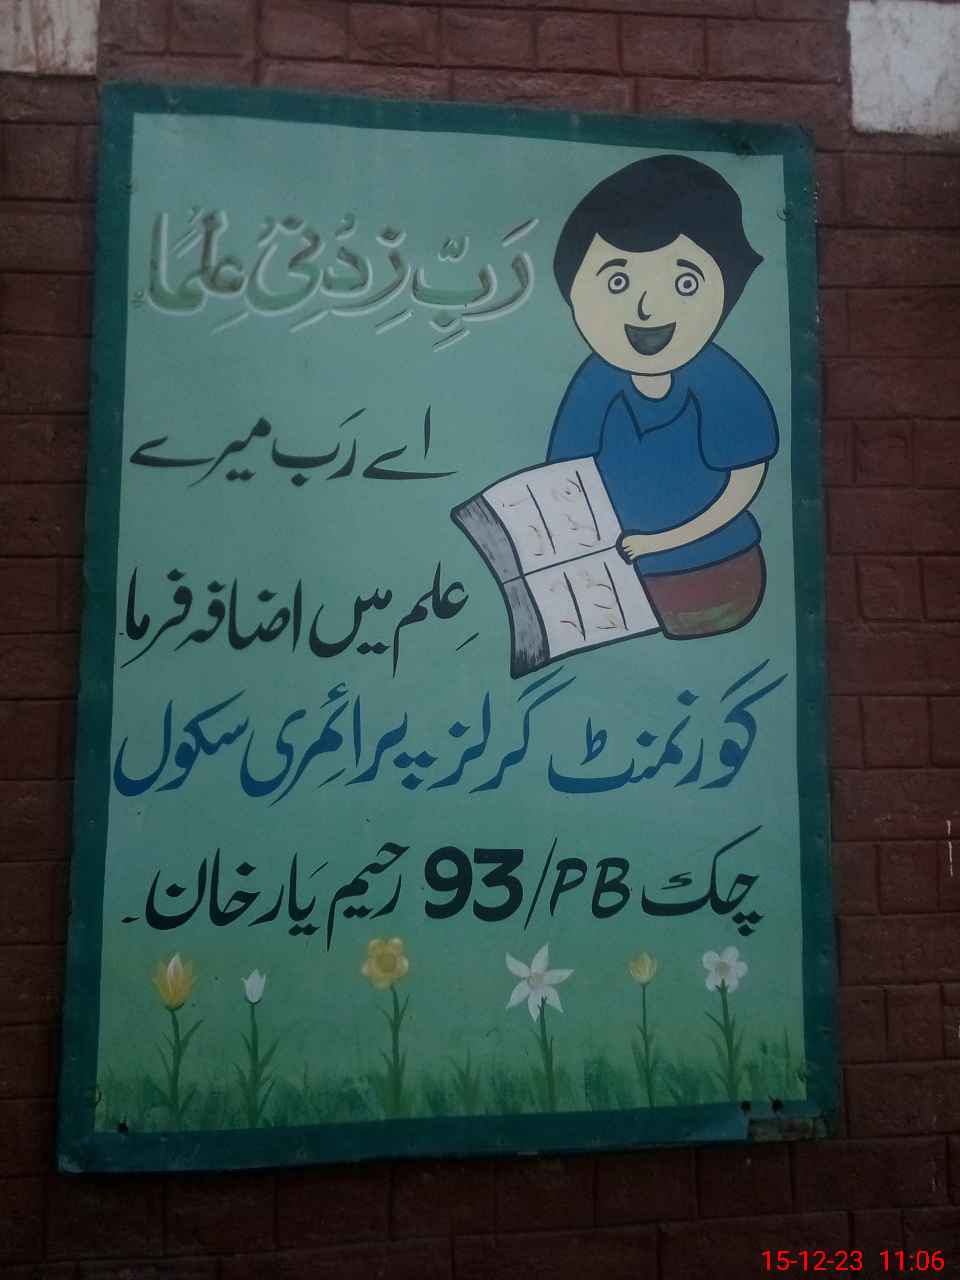 رَبِّ زِدْنِیْ عِلْمًا
اے رَب میرے
عِلم میں اضافہ فرما
گورنمنٹ گرلز پرائمری سکول
چک 93/PB رحیم یار خان۔
15-12-23 11:06